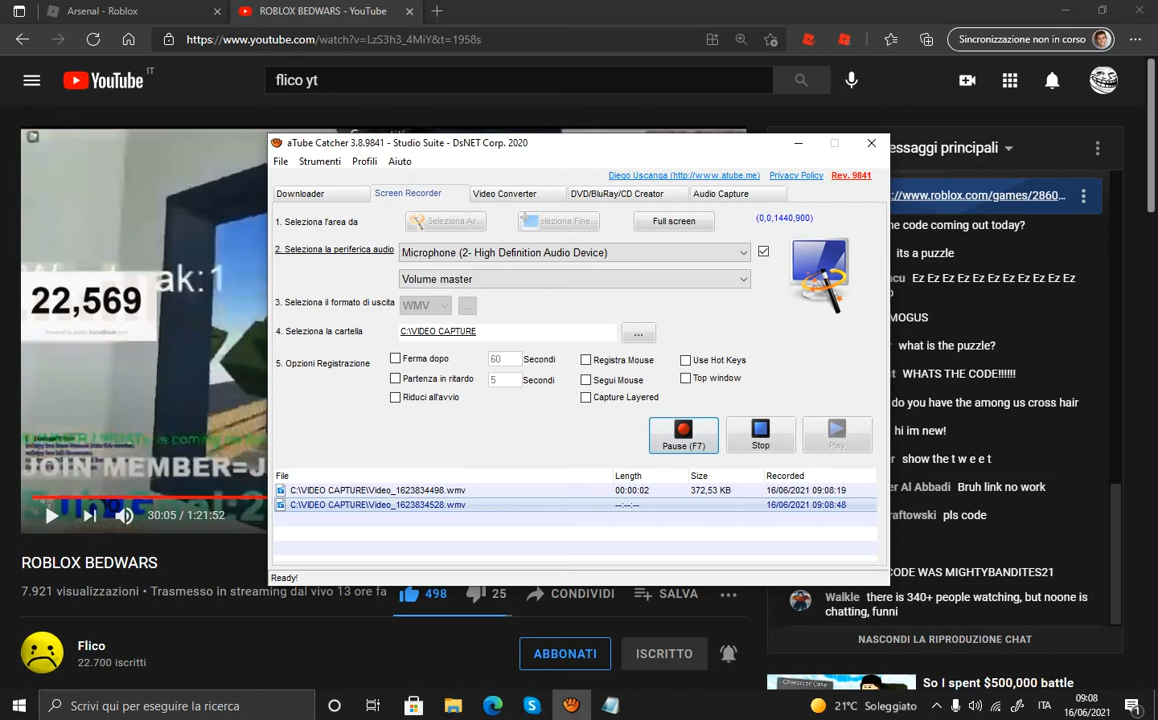 Arsenal - Roblox
ROBLOX BEDWARS - YouTube
https://www.youtube.com/watch?v=LzS3h3_4MiY&t=1958s
Sincronizzazione non in corso
YouTube IT
flico yt
aTube Catcher 3.8.9841 - Studio Suite - DsNET Corp. 2020
File Strumenti Profili Aiuto
Diego Uscanga (http://www.atube.me) Privacy Policy Rev. 9841
Downloader Screen Recorder Video Converter DVD/BluRay/CD Creator Audio Capture
1. Seleziona l'area da Seleziona Ar... eleziona Fine... Full screen (0,0,1440,900)
2. Seleziona la periferica audio Microphone (2- High Definition Audio Device)
Volume master
3. Seleziona il formato di uscita WMV ...
4. Seleziona la cartella C:\VIDEO CAPTURE ...
5. Opzioni Registrazione Ferma dopo 60 Secondi Registra Mouse Use Hot Keys
Partenza in ritardo 5 Secondi Segui Mouse Top window
Riduci all'avvio Capture Layered
Pause (F7) Stop Play
File Length Size Recorded
C:\VIDEO CAPTURE\Video_1623834498.wmv 00:00:02 372,53 KB 16/06/2021 09:08:19
C:\VIDEO CAPTURE\Video_1623834528.wmv --:--:-- 16/06/2021 09:08:48
Ready!
ak:1
22,569
JOIN MEMBER=J
30:05 / 1:21:52
essaggi principali
://www.roblox.com/games/2860...
he code coming out today?
its a puzzle
ncu Ez Ez Ez Ez Ez Ez Ez Ez Ez Ez
MOGUS
what is the puzzle?
WHATS THE CODE!!!!!!
do you have the among us cross hair
hi im new!
show the t w e e t
er Al Abbadi Bruh link no work
raftowski pls code
CODE WAS MIGHTYBANDITES21
Walkle there is 340+ people watching, but noone is
chatting, funni
NASCONDI LA RIPRODUZIONE CHAT
ROBLOX BEDWARS
7.921 visualizzazioni • Trasmesso in streaming dal vivo 13 ore fa
498 25 CONDIVIDI SALVA
Flico
22.700 iscritti
ABBONATI ISCRITTO
So I spent $500,000 battle
Scrivi qui per eseguire la ricerca
21°C Soleggiato
ITA
09:08
16/06/2021
1